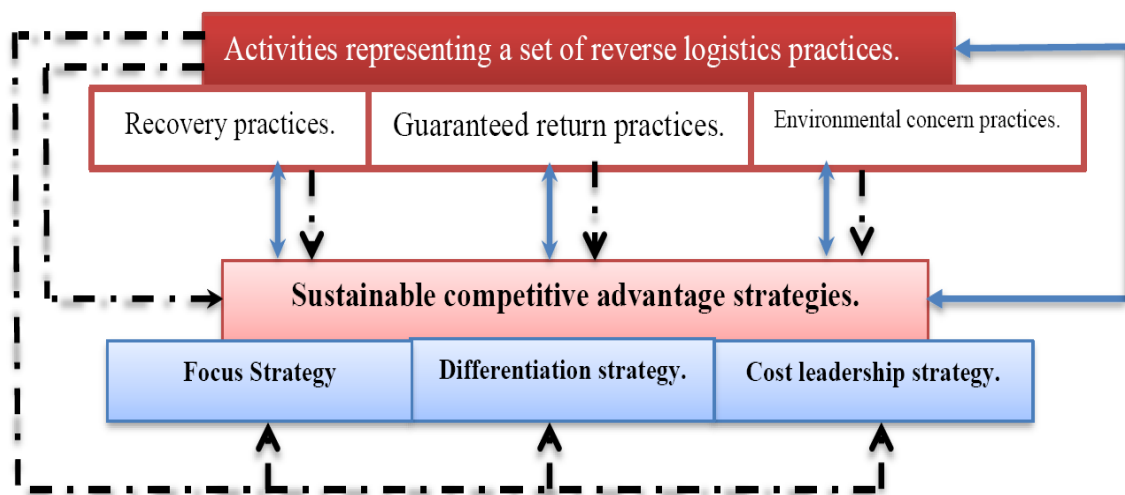 Activities representing a set of reverse logistics practices.
Recovery practices.
Guaranteed return practices.
Environmental concern practices.
Sustainable competitive advantage strategies.
Focus Strategy
Differentiation strategy.
Cost leadership strategy.